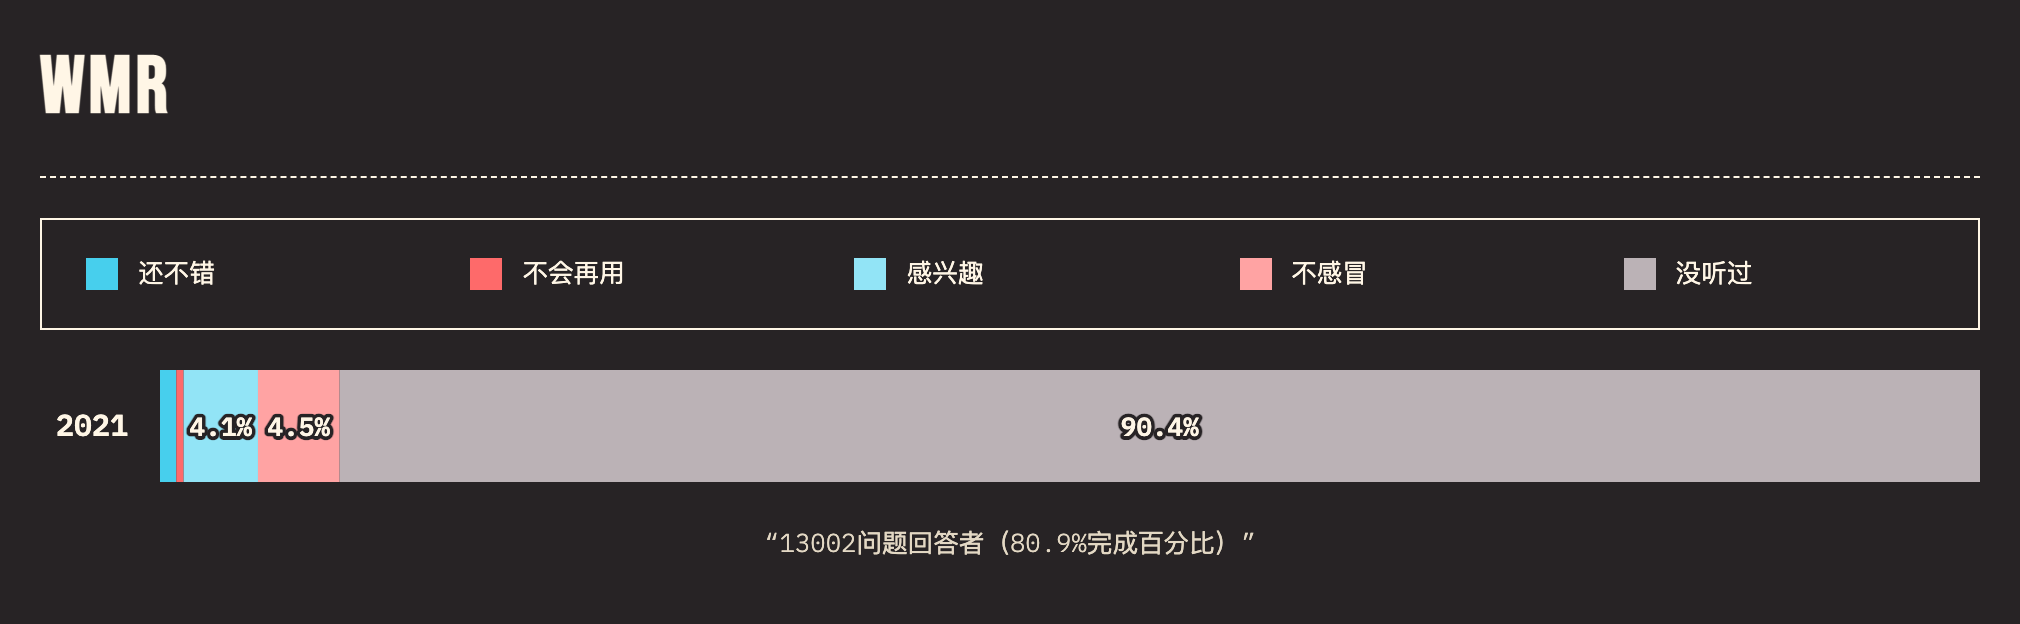 WMR
还不错 不会再用 感兴趣 不感冒 没听过
2021 4.1% 4.5% 90.4%
“13002问题回答者（80.9%完成百分比）”